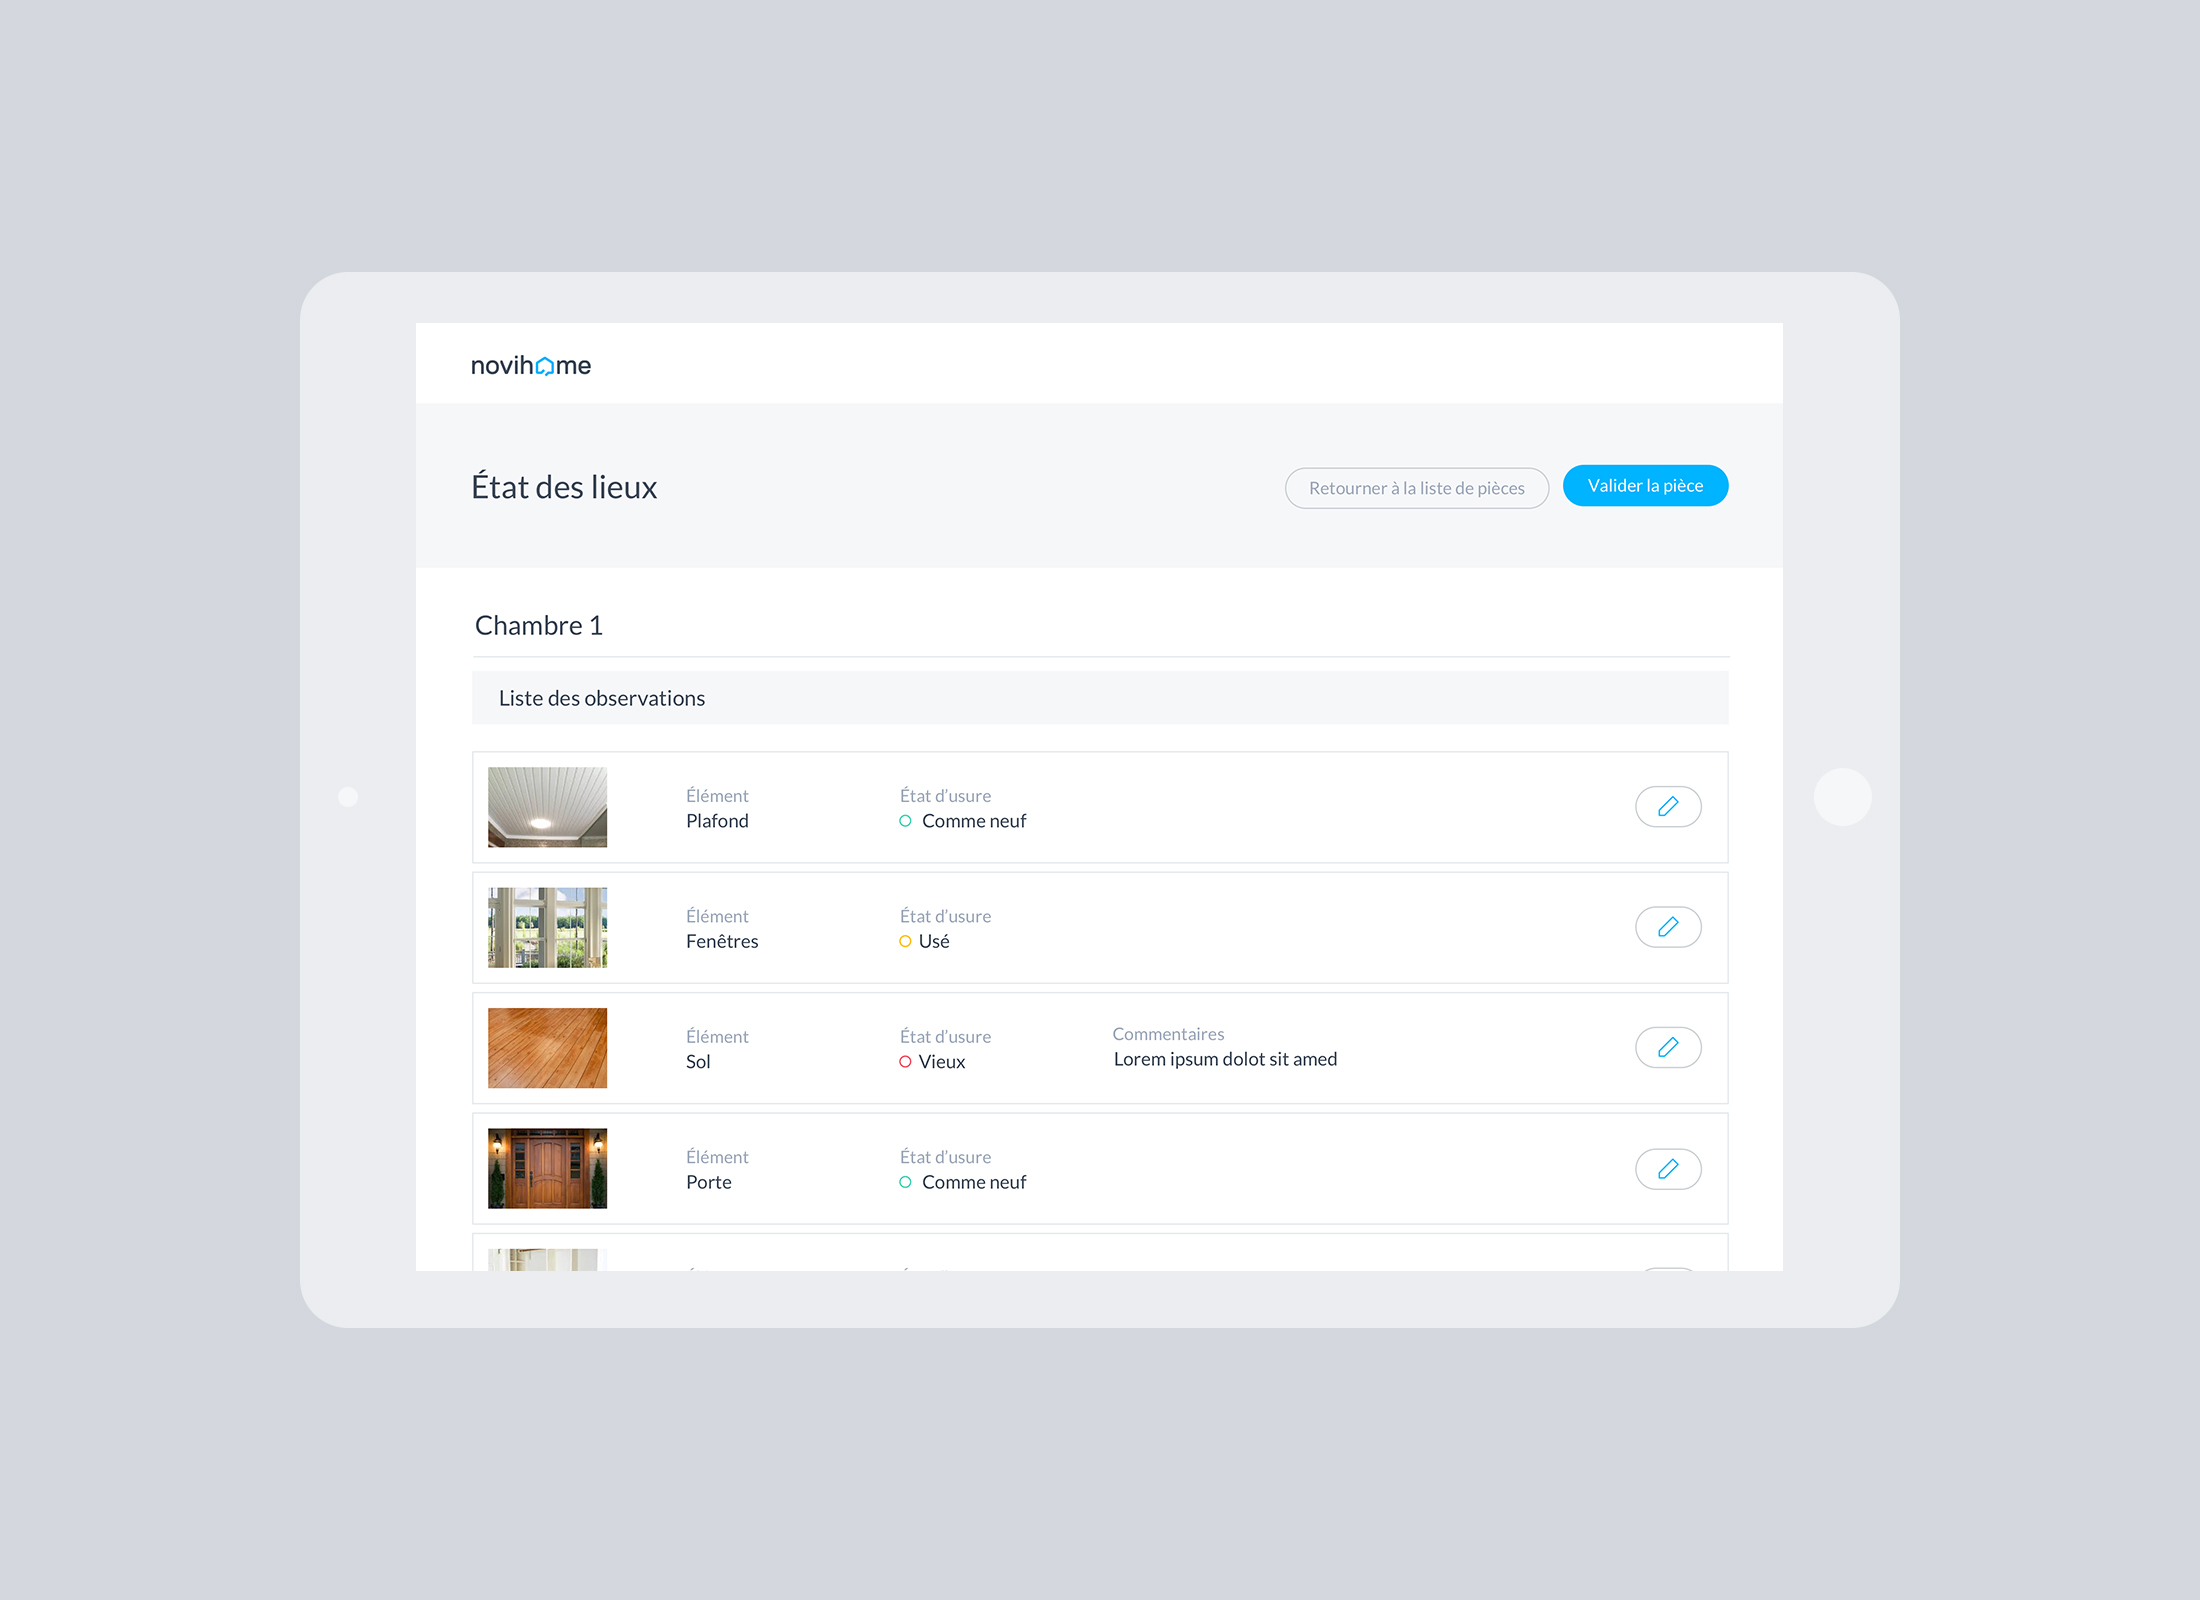 novihome
État des lieux
Retourner à la liste de pièces
Valider la pièce
Chambre 1
Liste des observations
Élément
État d’usure
Plafond
Comme neuf
Élément
État d’usure
Fenêtres
Usé
Élément
État d’usure
Commentaires
Sol
Vieux
Lorem ipsum dolot sit amed
Élément
État d’usure
Porte
Comme neuf